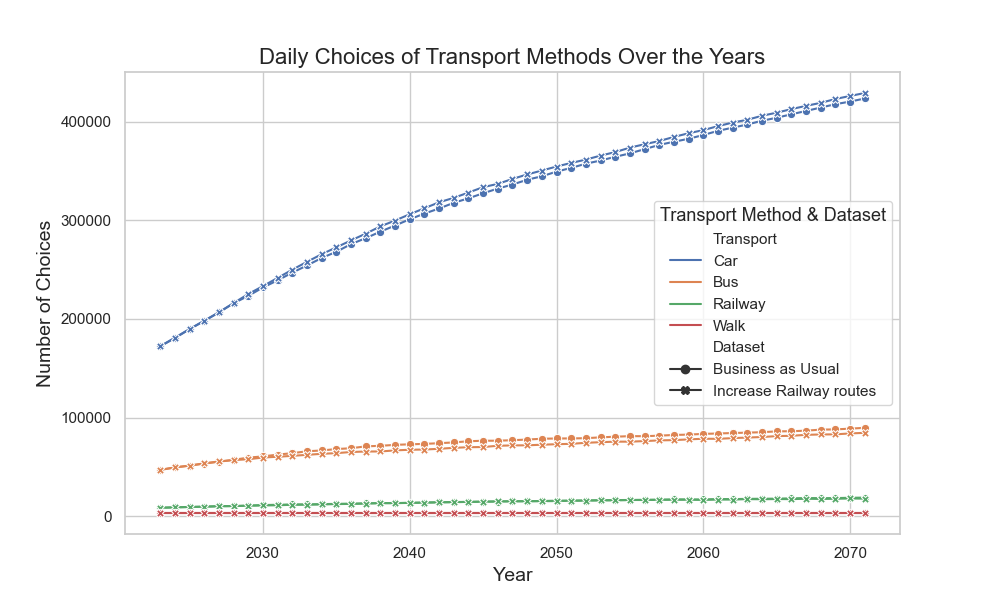 Daily Choices of Transport Methods Over the Years
Number of Choices
400000
300000
200000
100000
0
2030
2040
2050
2060
2070
Year
Transport Method & Dataset
Transport
Car
Bus
Railway
Walk
Dataset
Business as Usual
Increase Railway routes